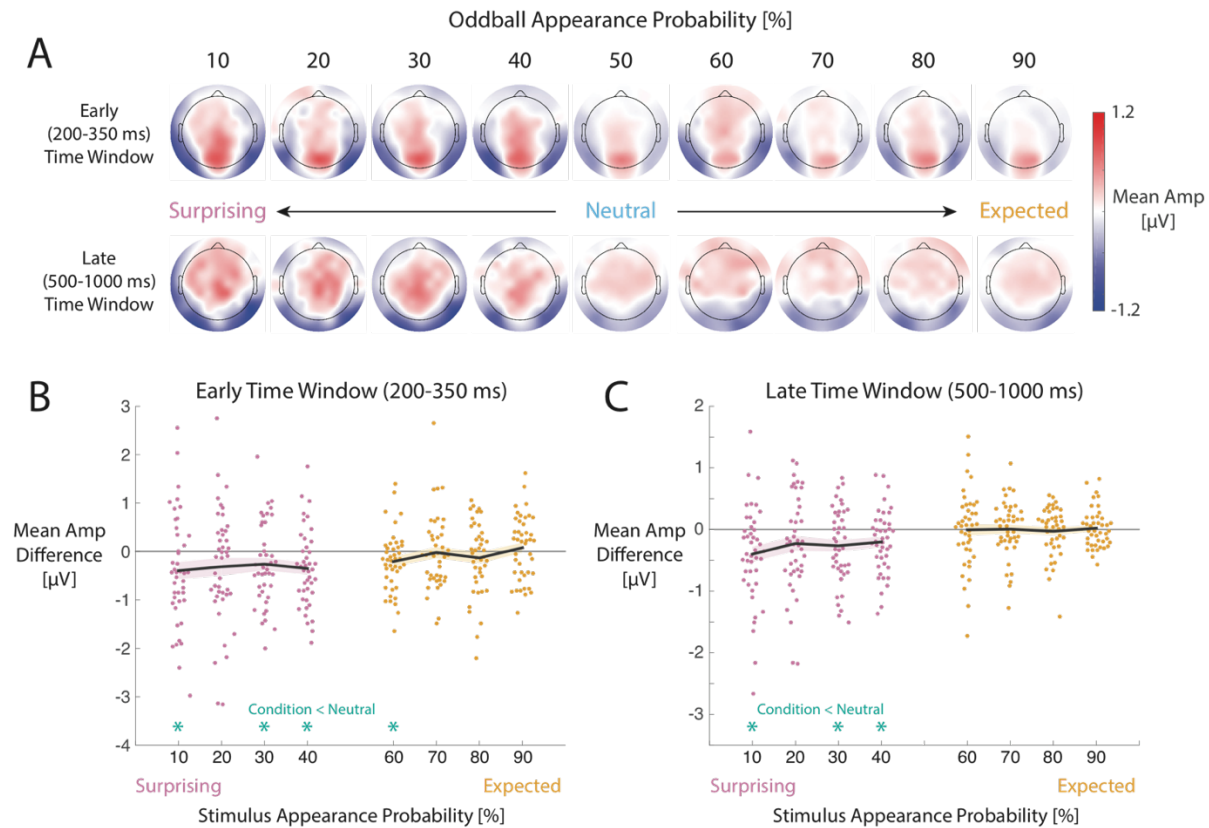 Oddball Appearance Probability [%]
A
10 20 30 40 50 60 70 80 90
Early
(200-350 ms)
Time Window
1.2
Mean Amp
[µV]
-1.2
Surprising Neutral Expected
Late
(500-1000 ms)
Time Window
B
Early Time Window (200-350 ms)
3
2
1
0
-1
-2
-3
-4
Mean Amp
Difference
[µV]
Condition < Neutral
* * * *
10 20 30 40 60 70 80 90
Surprising Expected
Stimulus Appearance Probability [%]
C
Late Time Window (500-1000 ms)
2
1
0
-1
-2
-3
Mean Amp
Difference
[µV]
Condition < Neutral
* * *
10 20 30 40 60 70 80 90
Surprising Expected
Stimulus Appearance Probability [%]